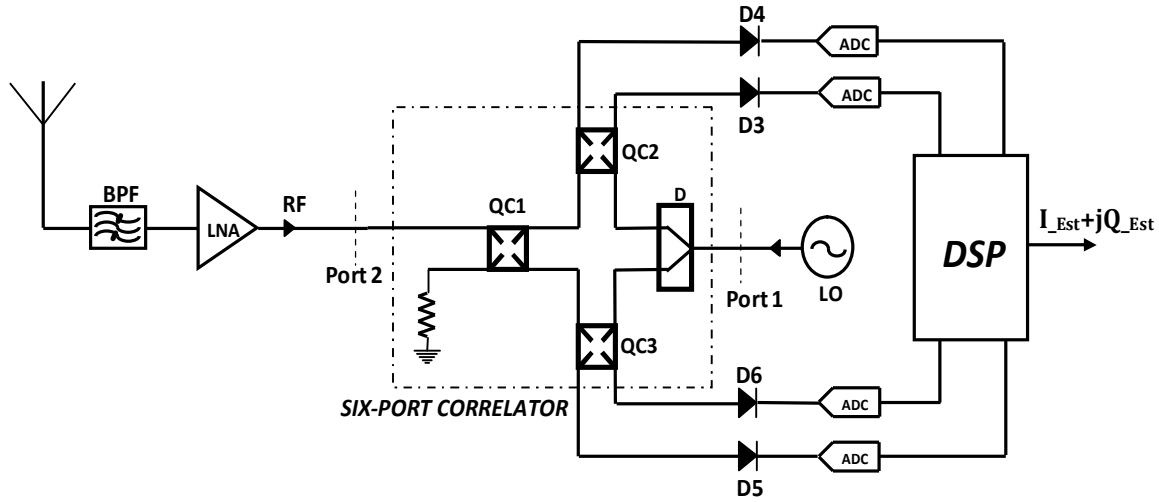 D4
ADC
ADC
D3
BPF
LNA
RF
Port 2
QC1
QC2
D
Port 1
LO
DSP
I_Est+jQ_Est
QC3
SIX-PORT CORRELATOR
D6
ADC
ADC
D5